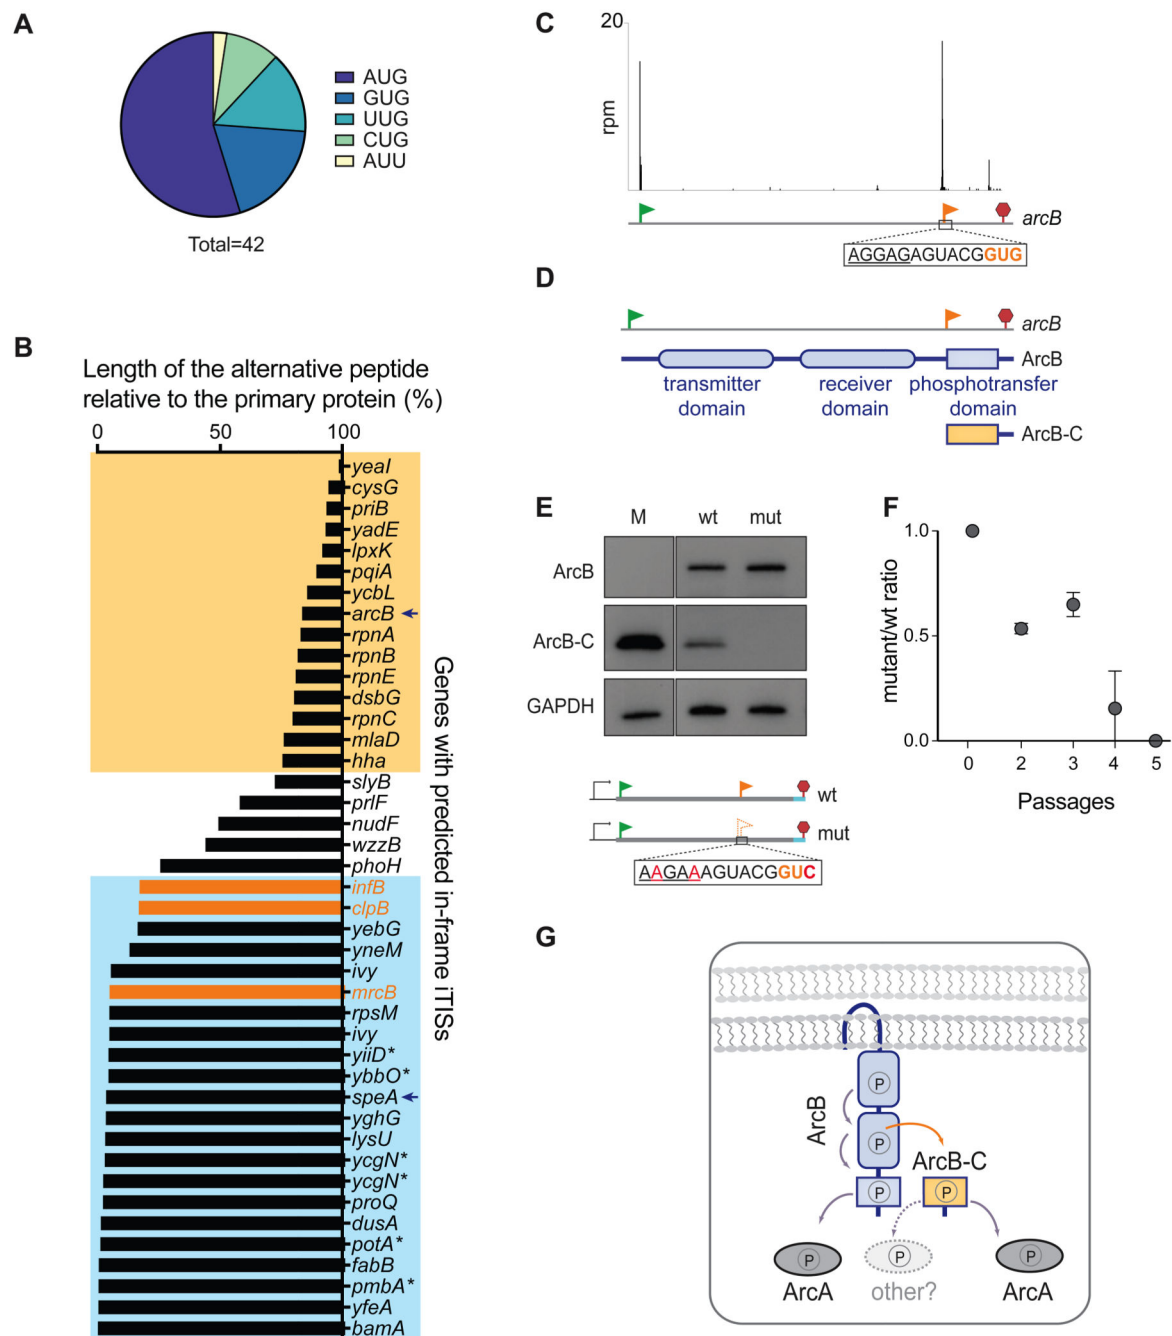 A
AUG
GUG
UUG
CUG
AUU
Total=42
B
Length of the alternative peptide
relative to the primary protein (%)
0 50 100
yeaI
cysG
priB
yadE
lpxK
pqiA
ycbL
arcB
rpnA
rpnB
rpnE
dsbG
rpnC
mlaD
hha
slyB
prlF
nudF
wzzB
phoH
infB
clpB
yebG
yneM
ivy
mrcB
rpsM
ivy
yiiD*
ybbO*
speA
yghG
lysU
ycgN*
ycgN*
proQ
dusA
potA*
fabB
pmbA*
yfeA
bamA
Genes with predicted in-frame iTISs
C
20
rpm
arcB
AGGAGAGUACGGUG
D
arcB
ArcB
transmitter domain
receiver domain
phosphotransfer domain
ArcB-C
E
M wt mut
ArcB
ArcB-C
GAPDH
wt
mut
AAGAAAGUACGGUC
F
mutant/wt ratio
1.0
0.5
0.0
0 2 3 4 5
Passages
G
ArcB
P
P
ArcB-C
P P
P P P
ArcA other? ArcA